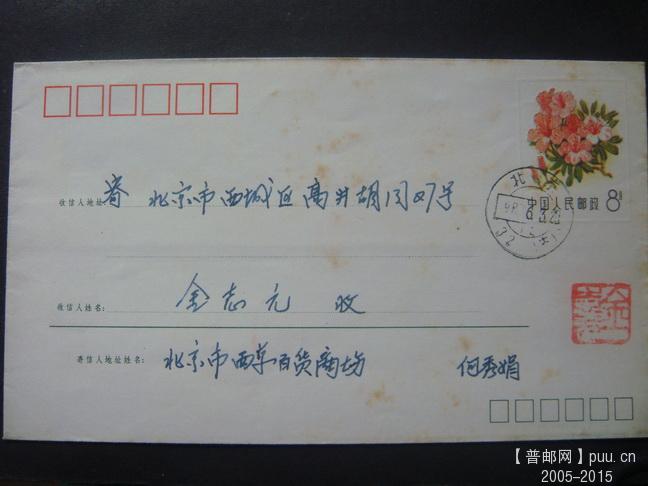 中国人民邮政 8分
北京
收信人地址: 寄 北京市西城区高井胡同27号
收信人姓名: 金志元 收
寄信人地址姓名: 北京市西单百货商场 何秀娟
【普邮网】puu.cn
2005-2015